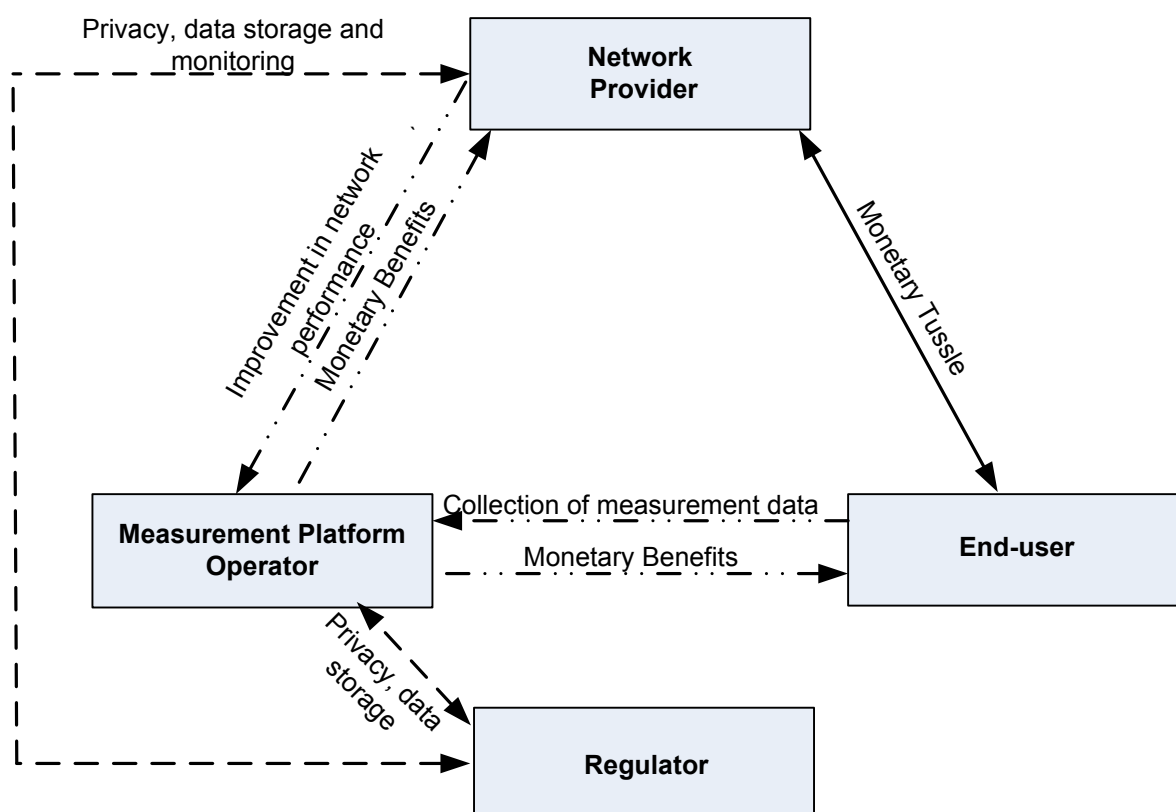 Privacy, data storage and
monitoring
Network
Provider
Improvement in network
performance
Monetary Benefits
Monetary Tussle
Measurement Platform
Operator
Collection of measurement data
Monetary Benefits
End-user
Privacy, data
storage
Regulator